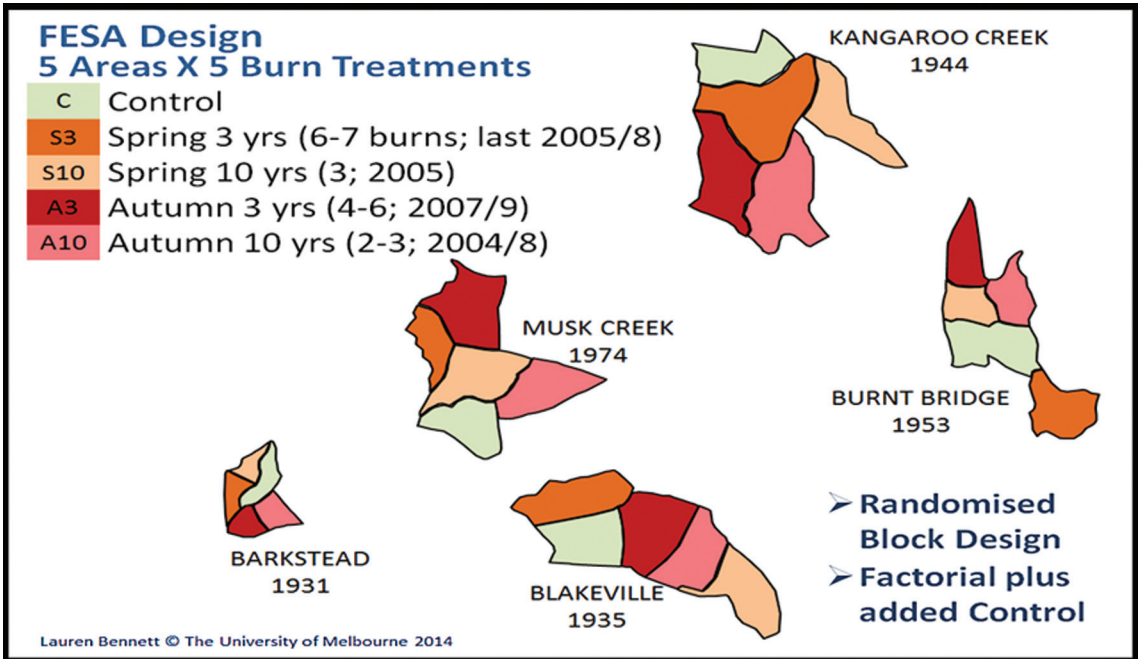 FESA Design
5 Areas X 5 Burn Treatments
C Control
S3 Spring 3 yrs (6-7 burns; last 2005/8)
S10 Spring 10 yrs (3; 2005)
A3 Autumn 3 yrs (4-6; 2007/9)
A10 Autumn 10 yrs (2-3; 2004/8)
KANGAROO CREEK
1944
MUSK CREEK
1974
BURNT BRIDGE
1953
BARKSTEAD
1931
BLAKEVILLE
1935
➢ Randomised
Block Design
➢ Factorial plus
added Control
Lauren Bennett © The University of Melbourne 2014